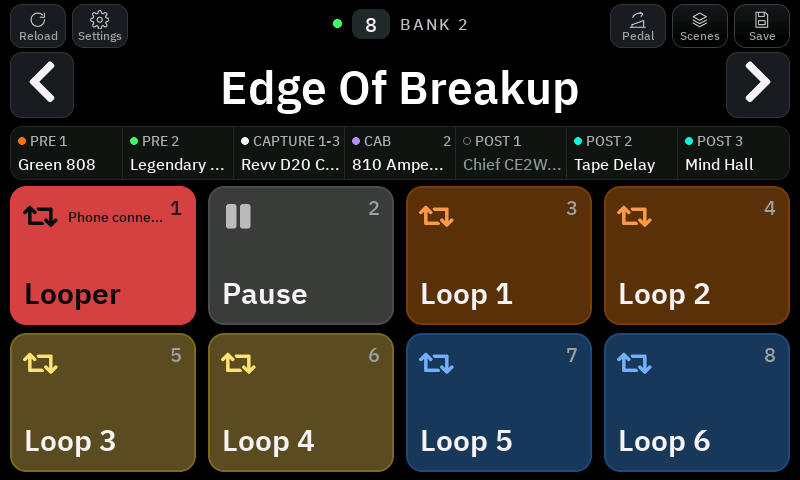 Reload
Settings
8 BANK 2
Pedal
Scenes
Save
Edge Of Breakup
PRE 1
Green 808
PRE 2
Legendary ...
CAPTURE 1-3
Revv D20 C...
CAB 2
810 Ampe...
POST 1
Chief CE2W...
POST 2
Tape Delay
POST 3
Mind Hall
Phone conne... 1
Looper
2
Pause
3
Loop 1
4
Loop 2
5
Loop 3
6
Loop 4
7
Loop 5
8
Loop 6